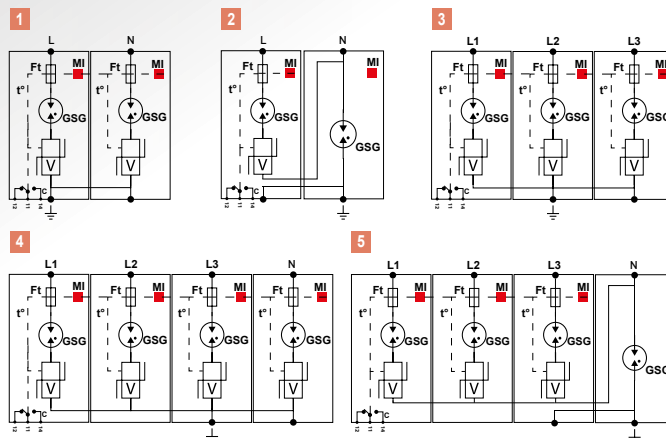 1
L N
Ft MI Ft MI
t° t°
GSG GSG
V V
C
12 11 14
2
L N
Ft MI MI
t°
GSG GSG
V
C
12 11 14
3
L1 L2 L3
Ft MI Ft MI Ft MI
t° t° t°
GSG GSG GSG
V V V
C
12 11 14
4
L1 L2 L3 N
Ft MI Ft MI Ft MI Ft MI
t° t° t° t°
GSG GSG GSG GSG
V V V V
C
12 11 14
5
L1 L2 L3 N
Ft MI Ft MI Ft MI MI
t° t° t°
GSG GSG GSG GSG
V V V
C
12 11 14